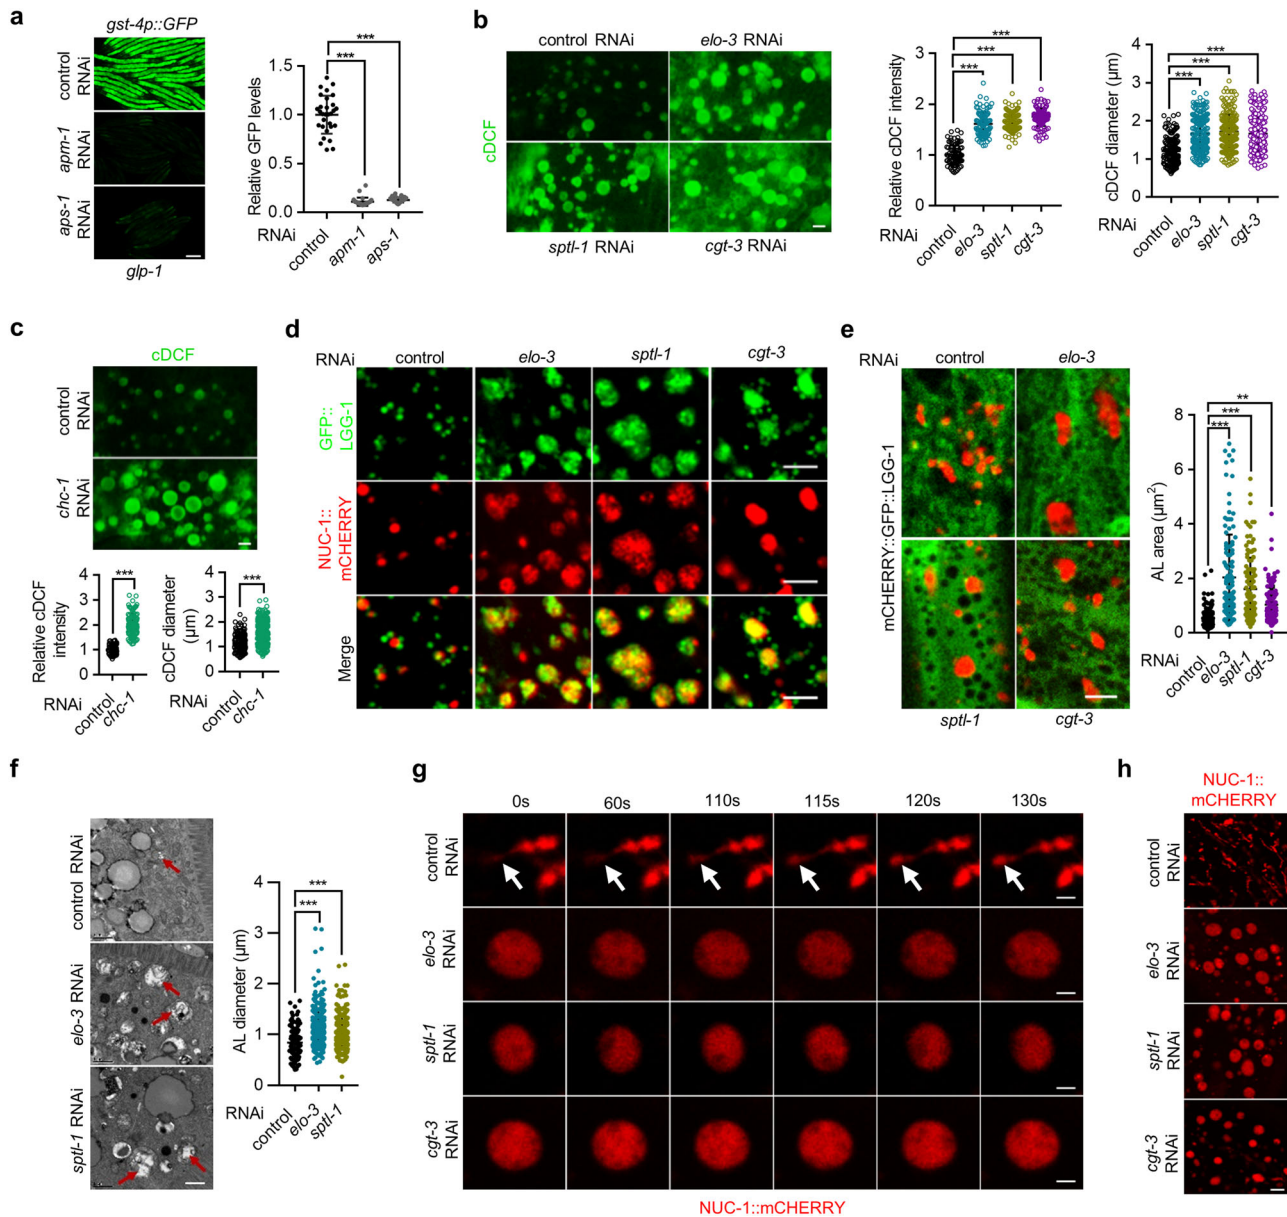 a
gst-4p::GFP
control
RNAi
apm-1
RNAi
aps-1
RNAi
glp-1
Relative GFP levels
1.5
1.0
0.5
0.0
***
***
RNAi
control
apm-1
aps-1
b
control RNAi
elo-3 RNAi
cDCF
sptl-1 RNAi
cgt-3 RNAi
Relative cDCF intensity
3
2
1
0
***
***
***
RNAi
control
elo-3
sptl-1
cgt-3
cDCF diameter (µm)
4
3
2
1
0
***
***
***
RNAi
control
elo-3
sptl-1
cgt-3
c
cDCF
control
RNAi
chc-1
RNAi
Relative cDCF
intensity
4
3
2
1
0
***
RNAi
control
chc-1
cDCF diameter
(µm)
4
3
2
1
0
***
RNAi
control
chc-1
d
RNAi
control
elo-3
sptl-1
cgt-3
GFP::
LGG-1
NUC-1::
mCHERRY
Merge
e
RNAi
control
elo-3
mCHERRY::GFP::LGG-1
sptl-1
cgt-3
AL area (µm²)
8
6
4
2
0
**
***
***
RNAi
control
elo-3
sptl-1
cgt-3
f
control RNAi
elo-3 RNAi
sptl-1 RNAi
AL diameter (µm)
4
3
2
1
0
***
***
RNAi
control
elo-3
sptl-1
g
0s
60s
110s
115s
120s
130s
control
RNAi
elo-3
RNAi
sptl-1
RNAi
cgt-3
RNAi
NUC-1::mCHERRY
h
NUC-1::
mCHERRY
control
RNAi
elo-3
RNAi
sptl-1
RNAi
cgt-3
RNAi